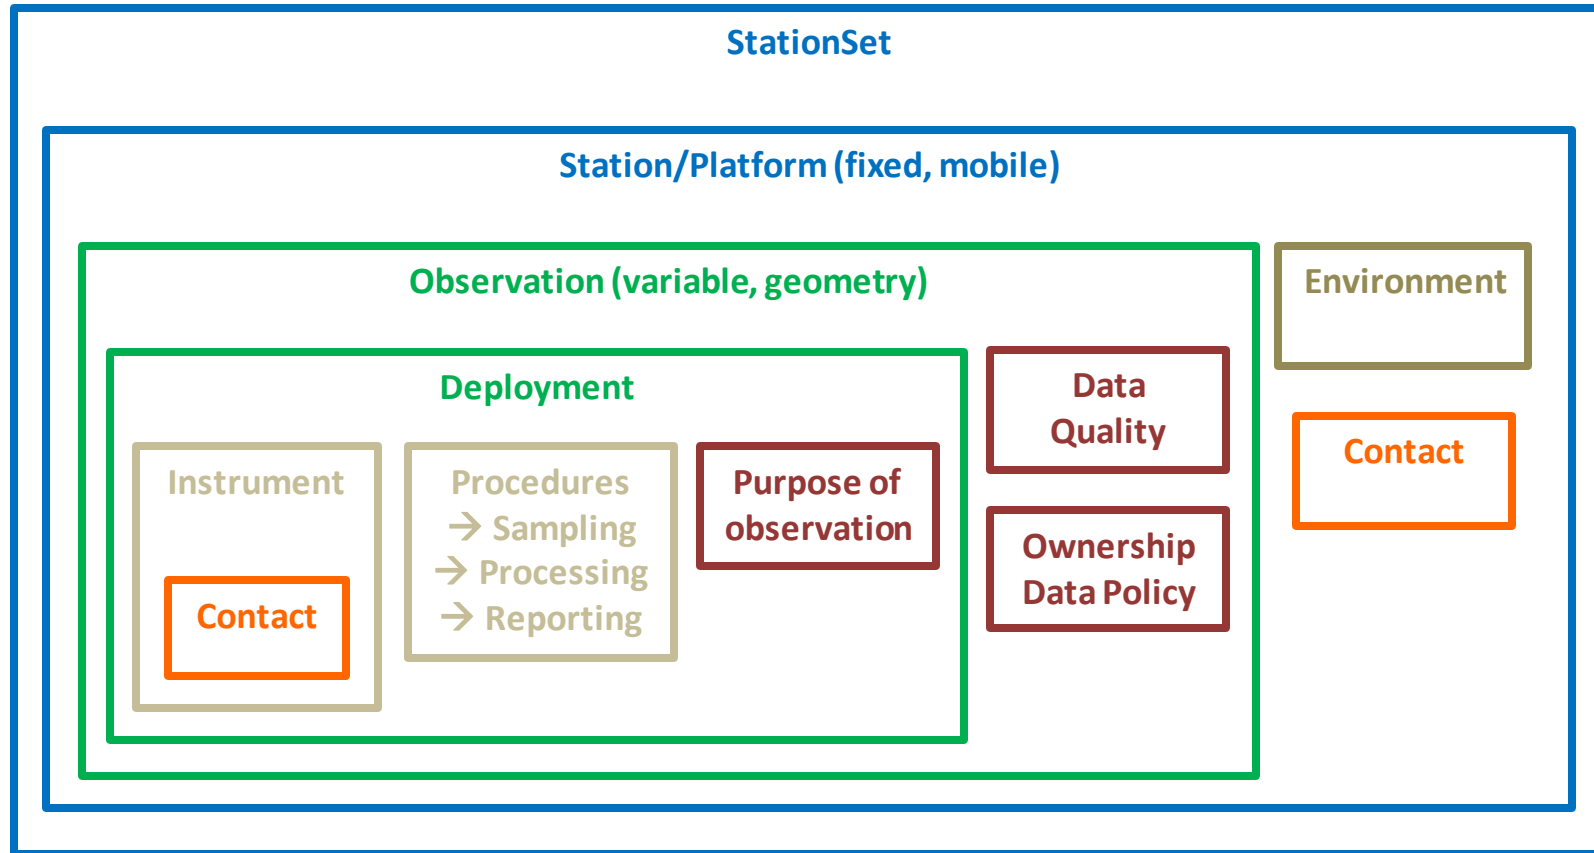 StationSet
Station/Platform (fixed, mobile)
Observation (variable, geometry)
Environment
Deployment
Data
Quality
Contact
Instrument
Procedures
→ Sampling
→ Processing
→ Reporting
Purpose of
observation
Ownership
Data Policy
Contact